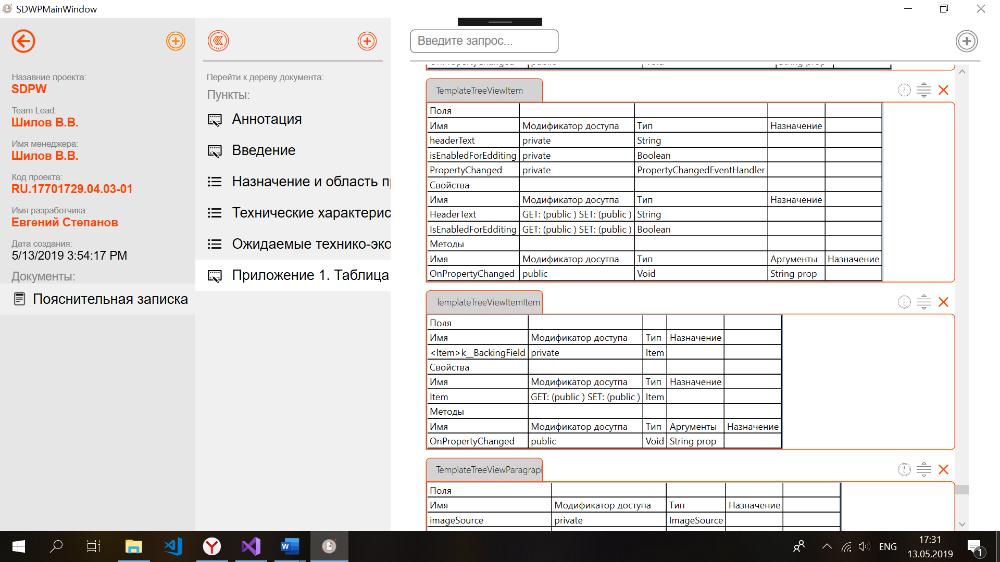 SDWPMainWindow
Назавние проекта:
SDPW
Team Lead:
Шилов В.В.
Имя менеджера:
Шилов В.В.
Код проекта:
RU.17701729.04.03-01
Имя разработчика:
Евгений Степанов
Дата создания:
5/13/2019 3:54:17 PM
Документы:
Пояснительная записка
Перейти к дереву документа:
Пункты:
Аннотация
Введение
Назначение и область
Технические
Ожидаемые
Приложение 1. Таблица
Введите запрос...
TemplateTreeViewItem
Поля
Имя Модификатор доступа Тип Назначение
headerText private String
isEnabledForEdditing private Boolean
PropertyChanged private PropertyChangedEventHandler
Свойства
Имя Модификатор досутпа Тип Назначение
HeaderText GET: (public ) SET: (public ) String
IsEnabledForEdditing GET: (public ) SET: (public ) Boolean
Методы
Имя Модификатор досутпа Тип Аргументы Назначение
OnPropertyChanged public Void String prop
TemplateTreeViewItemItem
Поля
Имя Модификатор доступа Тип Назначение
<Item>k__BackingField private Item
Свойства
Имя Модификатор досутпа Тип Назначение
Item GET: (public ) SET: (public ) Item
Методы
Имя Модификатор досутпа Тип Аргументы Назначение
OnPropertyChanged public Void String prop
TemplateTreeViewParagraph
Поля
Имя Модификатор доступа Тип Назначение
imageSource private ImageSource
ENG
17:31
13.05.2019
1